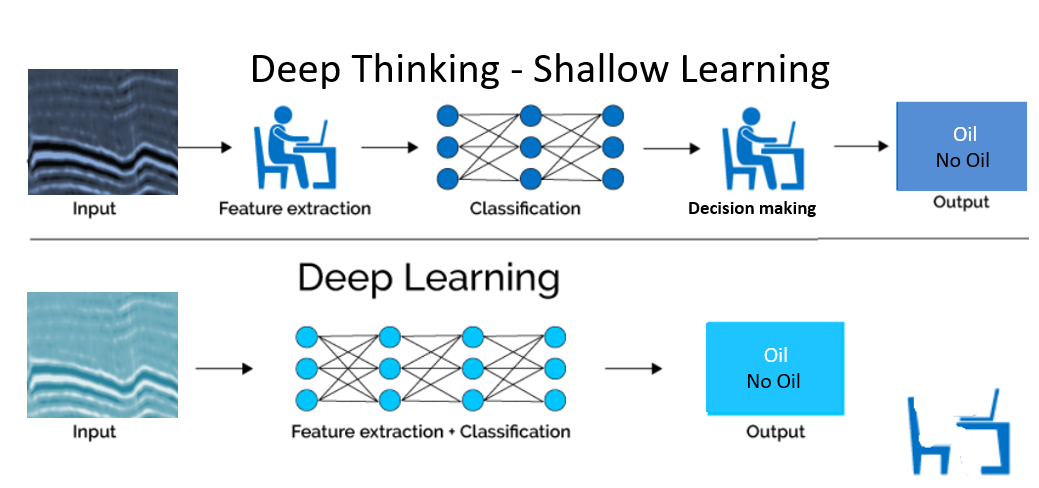 Deep Thinking - Shallow Learning
Input
Feature extraction
Classification
Decision making
Oil
No Oil
Output
Deep Learning
Input
Feature extraction + Classification
Oil
No Oil
Output